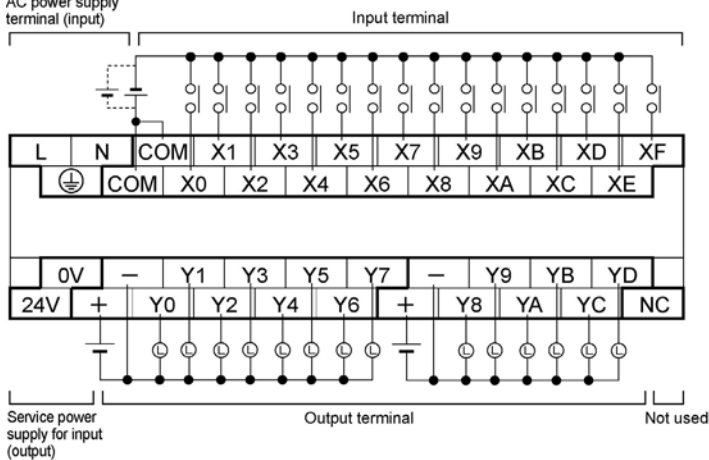 AC power supply
terminal (input)
Input terminal
L N COM X1 X3 X5 X7 X9 XB XD XF
COM X0 X2 X4 X6 X8 XA XC XE
0V − Y1 Y3 Y5 Y7 − Y9 YB YD
24V + Y0 Y2 Y4 Y6 + Y8 YA YC NC
L L L L L L L L L L L L L L
Service power
supply for input
(output)
Output terminal
Not used